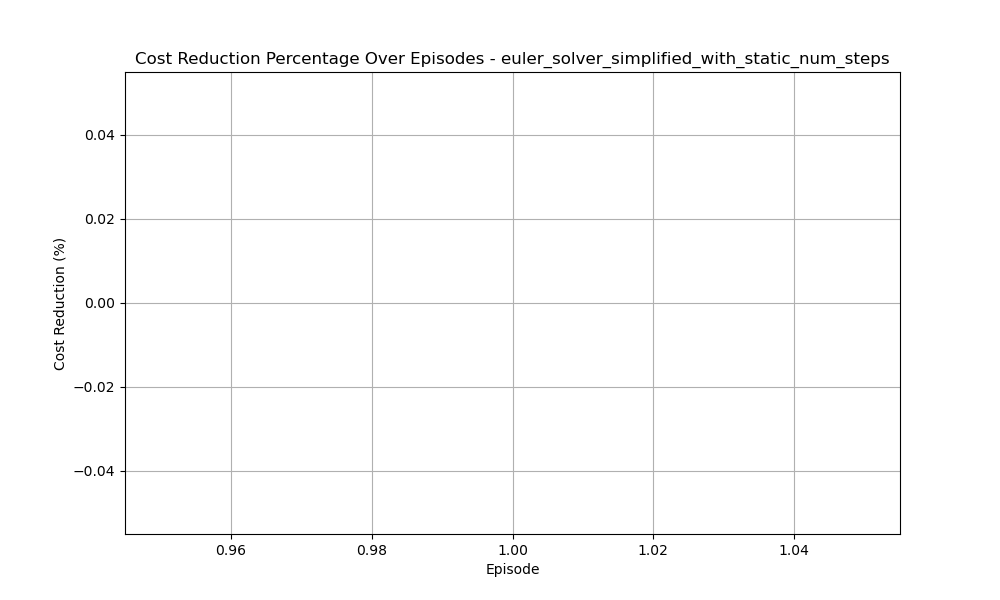 Cost Reduction Percentage Over Episodes - euler_solver_simplified_with_static_num_steps
0.04
0.02
0.00
−0.02
−0.04
Cost Reduction (%)
0.96 0.98 1.00 1.02 1.04
Episode